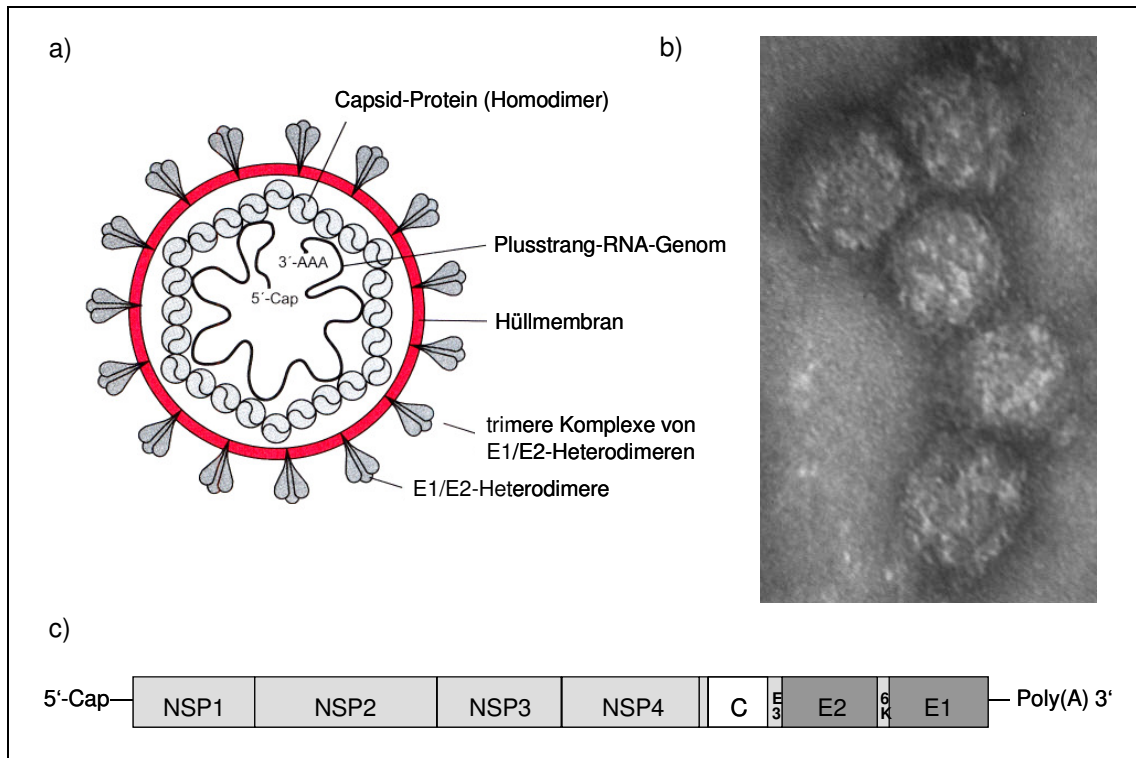 a)
b)
Capsid-Protein (Homodimer)
Plusstrang-RNA-Genom
3´-AAA
5´-Cap
Hüllmembran
trimere Komplexe von
E1/E2-Heterodimeren
E1/E2-Heterodimere
c)
5‘-Cap
NSP1
NSP2
NSP3
NSP4
C
E
3
E2
6
K
E1
Poly(A) 3‘